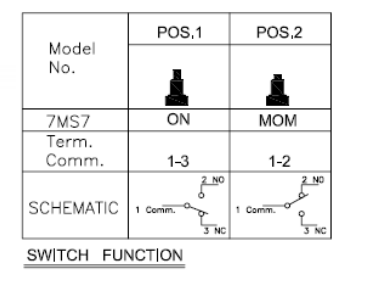 Model No.
POS,1
POS,2
7MS7
ON
MOM
Term. Comm.
1-3
1-2
SCHEMATIC
2 NO
1 Comm.
3 NC
2 NO
1 Comm.
3 NC
SWITCH FUNCTION